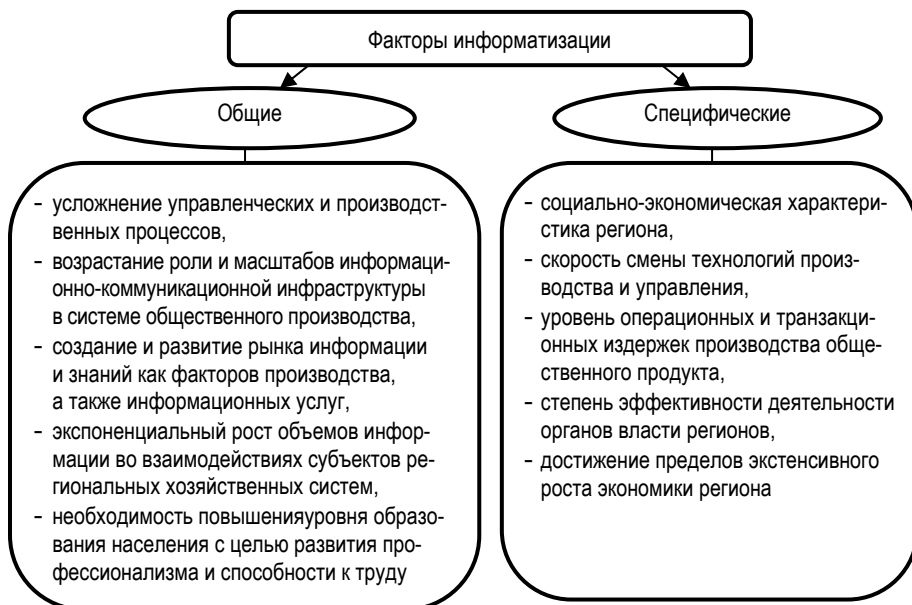 Факторы информатизации
Общие
Специфические
- усложнение управленческих и производст-
венных процессов,
- возрастание роли и масштабов информаци-
онно-коммуникационной инфраструктуры
в системе общественного производства,
- создание и развитие рынка информации
и знаний как факторов производства,
а также информационных услуг,
- экспоненциальный рост объемов инфор-
мации во взаимодействиях субъектов ре-
гиональных хозяйственных систем,
- необходимость повышенияуровня образо-
вания населения с целью развития про-
фессионализма и способности к труду
- социально-экономическая характери-
стика региона,
- скорость смены технологий произ-
водства и управления,
- уровень операционных и транзакци-
онных издержек производства обще-
ственного продукта,
- степень эффективности деятельности
органов власти регионов,
- достижение пределов экстенсивного
роста экономики региона